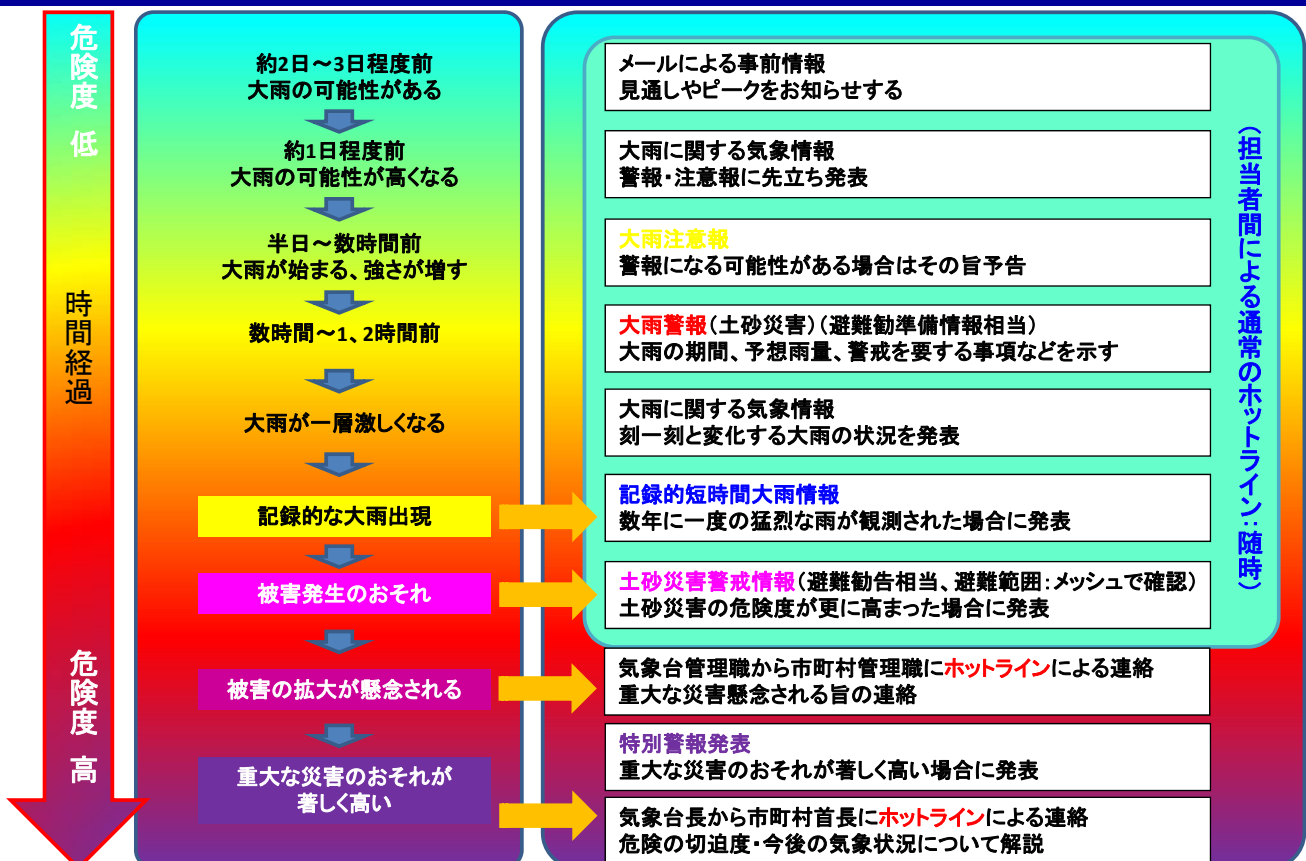 危険度 低
時間経過
危険度 高
約2日～3日程度前
大雨の可能性がある
約1日程度前
大雨の可能性が高くなる
半日～数時間前
大雨が始まる、強さが増す
数時間～1、2時間前
大雨が一層激しくなる
記録的な大雨出現
被害発生のおそれ
被害の拡大が懸念される
重大な災害のおそれが
著しく高い
メールによる事前情報
見通しやピークをお知らせする
大雨に関する気象情報
警報・注意報に先立ち発表
大雨注意報
警報になる可能性がある場合はその旨予告
大雨警報（土砂災害）（避難勧準備情報相当）
大雨の期間、予想雨量、警戒を要する事項などを示す
大雨に関する気象情報
刻一刻と変化する大雨の状況を発表
記録的短時間大雨情報
数年に一度の猛烈な雨が観測された場合に発表
土砂災害警戒情報（避難勧告相当、避難範囲：メッシュで確認）
土砂災害の危険度が更に高まった場合に発表
気象台管理職から市町村管理職にホットラインによる連絡
重大な災害懸念される旨の連絡
特別警報発表
重大な災害のおそれが著しく高い場合に発表
気象台長から市町村首長にホットラインによる連絡
危険の切迫度・今後の気象状況について解説
（担当者間による通常のホットライン：随時）